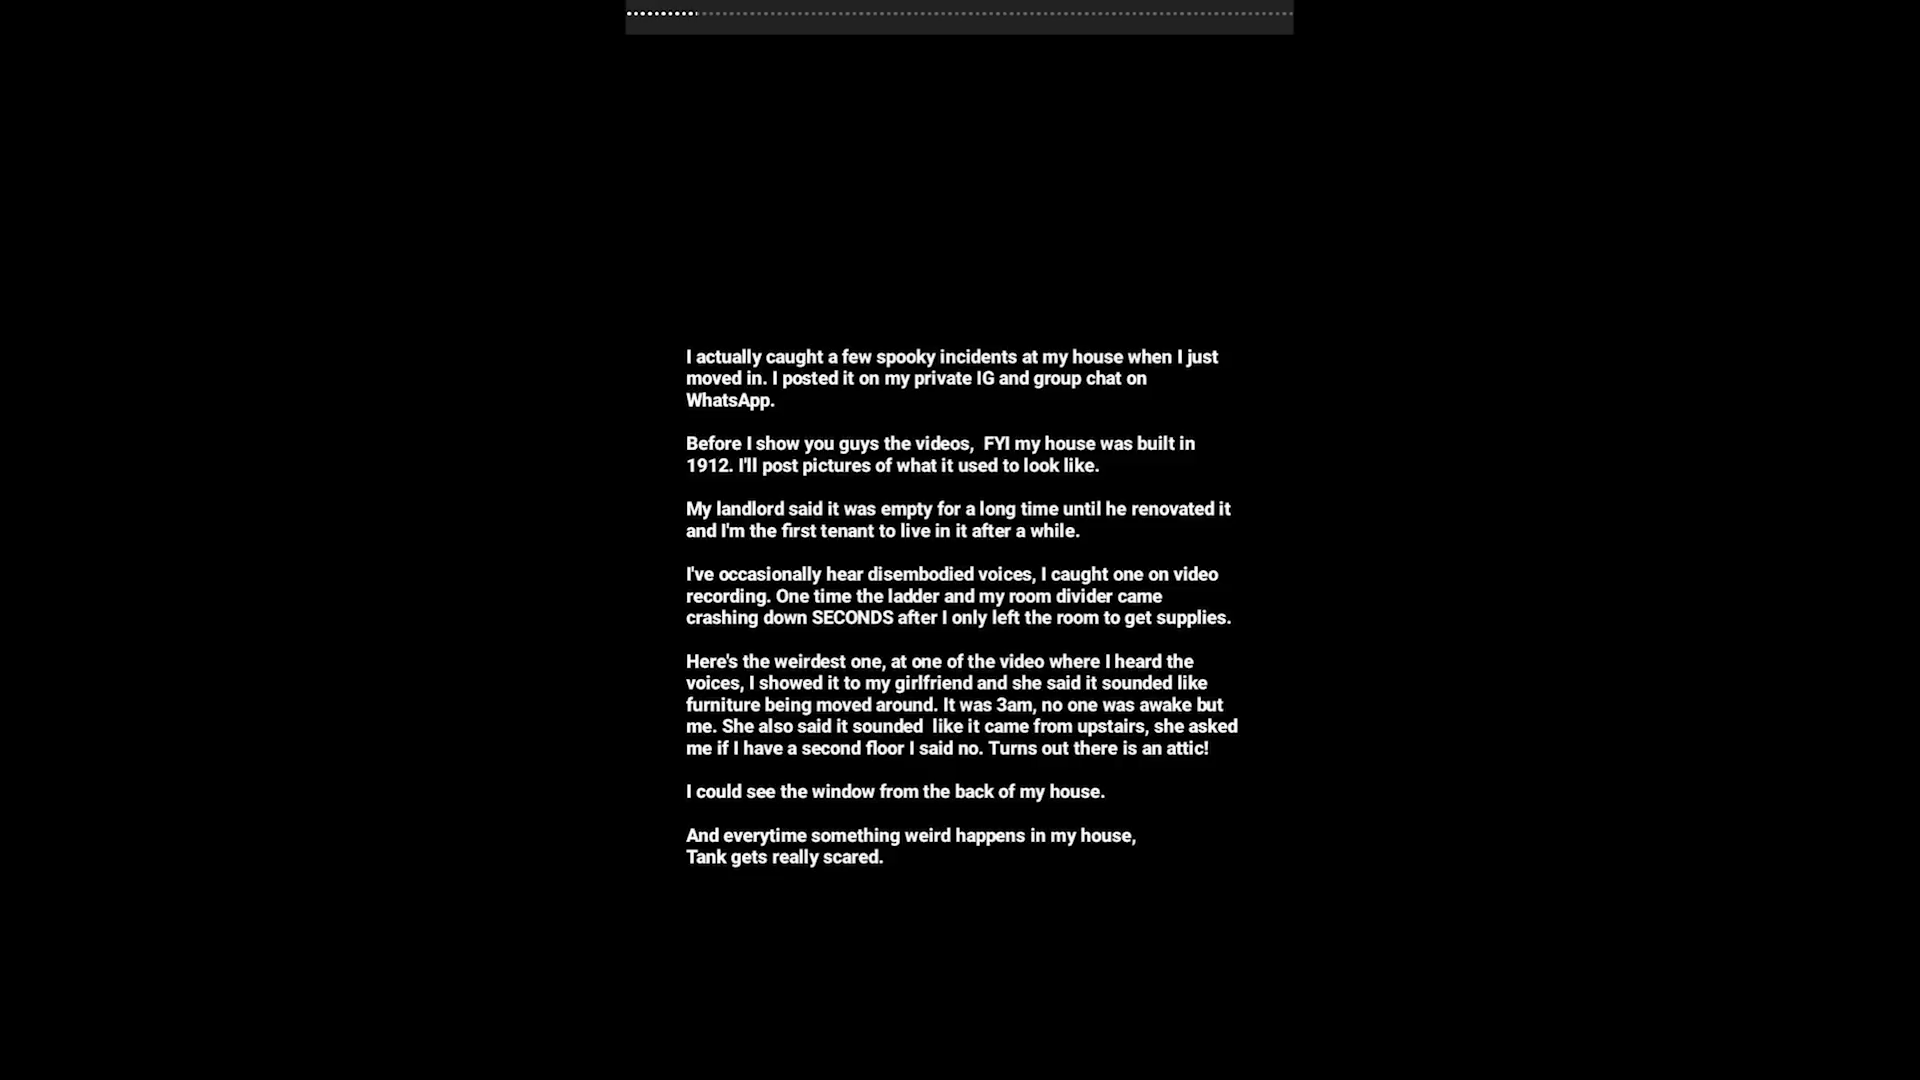 I actually caught a few spooky incidents at my house when I just
moved in. I posted it on my private IG and group chat on
WhatsApp.
Before I show you guys the videos,  FYI my house was built in
1912. I'll post pictures of what it used to look like.
My landlord said it was empty for a long time until he renovated it
and I'm the first tenant to live in it after a while.
I've occasionally hear disembodied voices, I caught one on video
recording. One time the ladder and my room divider came
crashing down SECONDS after I only left the room to get supplies.
Here's the weirdest one, at one of the video where I heard the
voices, I showed it to my girlfriend and she said it sounded like
furniture being moved around. It was 3am, no one was awake but
me. She also said it sounded  like it came from upstairs, she asked
me if I have a second floor I said no. Turns out there is an attic!
I could see the window from the back of my house.
And everytime something weird happens in my house,
Tank gets really scared.